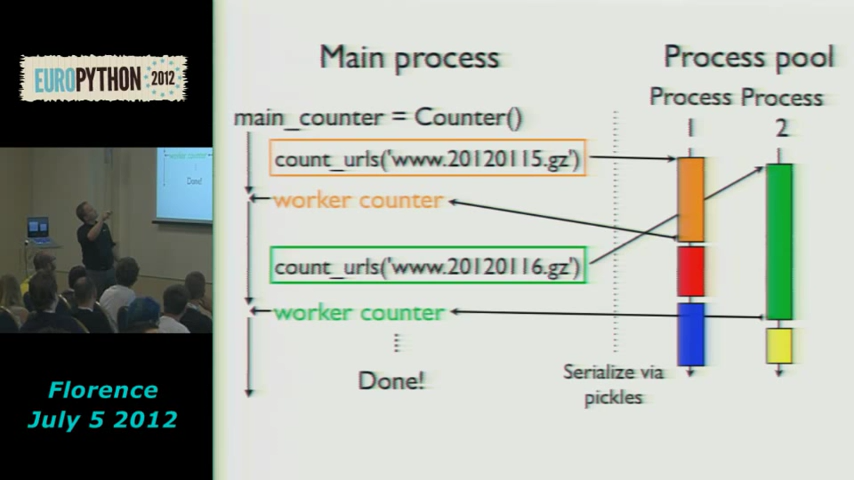 EUROPYTHON 2012
Done!
Florence
July 5 2012
Main process
Process pool
Process Process
1 2
main_counter = Counter()
count_urls('www.20120115.gz')
worker counter
count_urls('www.20120116.gz')
worker counter
Done!
Serialize via
pickles